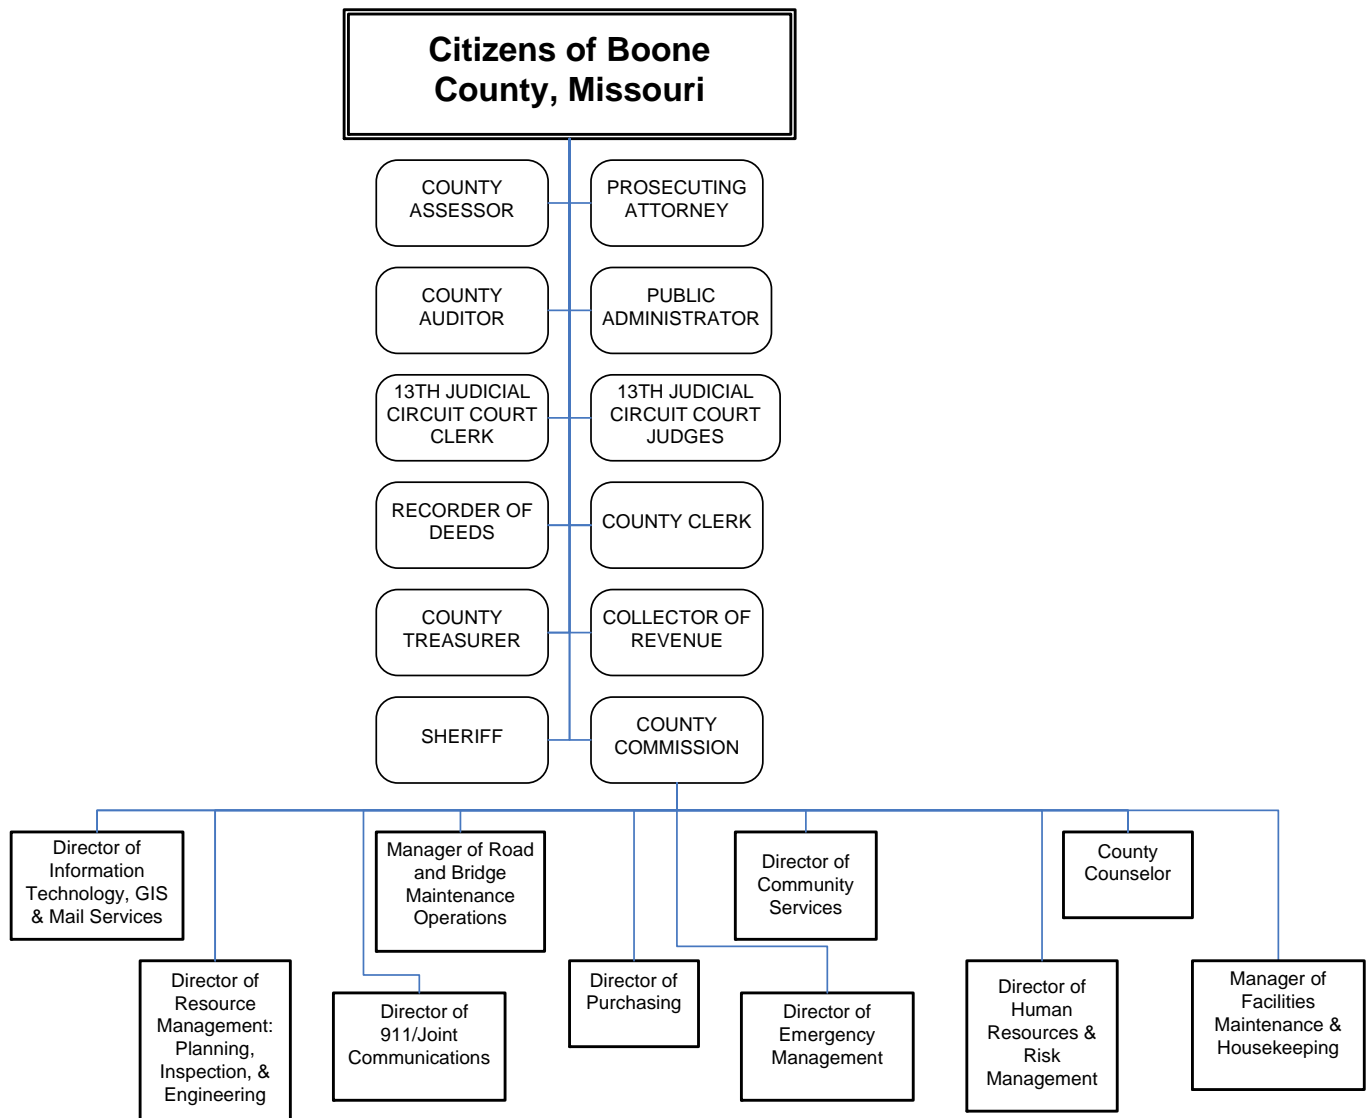 Citizens of Boone
County, Missouri
COUNTY
ASSESSOR
PROSECUTING
ATTORNEY
COUNTY
AUDITOR
PUBLIC
ADMINISTRATOR
13TH JUDICIAL
CIRCUIT COURT
CLERK
13TH JUDICIAL
CIRCUIT COURT
JUDGES
RECORDER OF
DEEDS
COUNTY CLERK
COUNTY
TREASURER
COLLECTOR OF
REVENUE
SHERIFF
COUNTY
COMMISSION
Director of
Information
Technology, GIS
& Mail Services
Manager of Road
and Bridge
Maintenance
Operations
Director of
Community
Services
County
Counselor
Director of
Resource
Management:
Planning,
Inspection, &
Engineering
Director of
911/Joint
Communications
Director of
Purchasing
Director of
Emergency
Management
Director of
Human
Resources &
Risk
Management
Manager of
Facilities
Maintenance &
Housekeeping